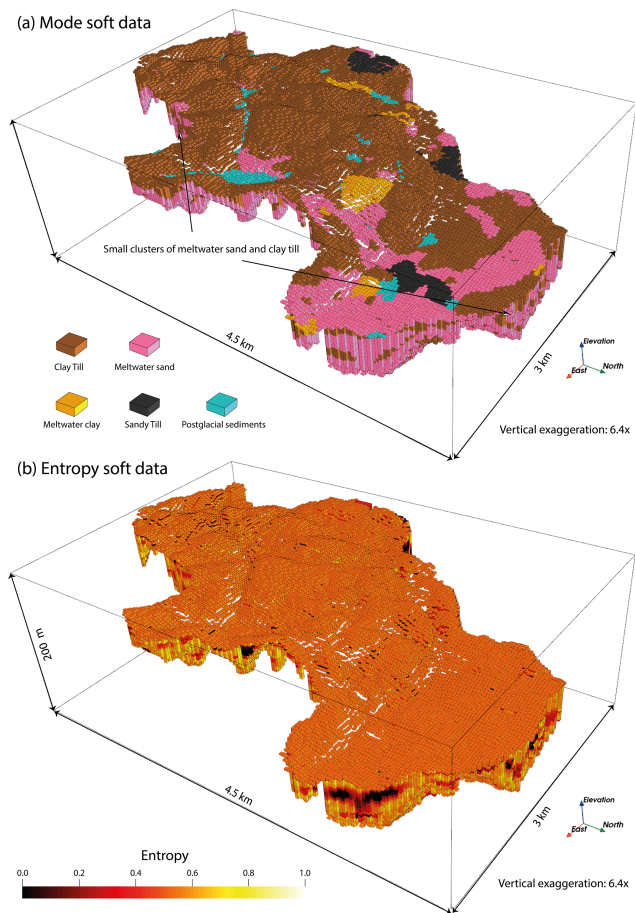 (a) Mode soft data
Small clusters of meltwater sand and clay till
4.5 km
3 km
Clay Till
Meltwater sand
Meltwater clay
Sandy Till
Postglacial sediments
Elevation
North
East
Vertical exaggeration: 6.4x
(b) Entropy soft data
200 m
4.5 km
3 km
Elevation
North
East
Entropy
0.0 0.2 0.4 0.6 0.8 1.0
Vertical exaggeration: 6.4x